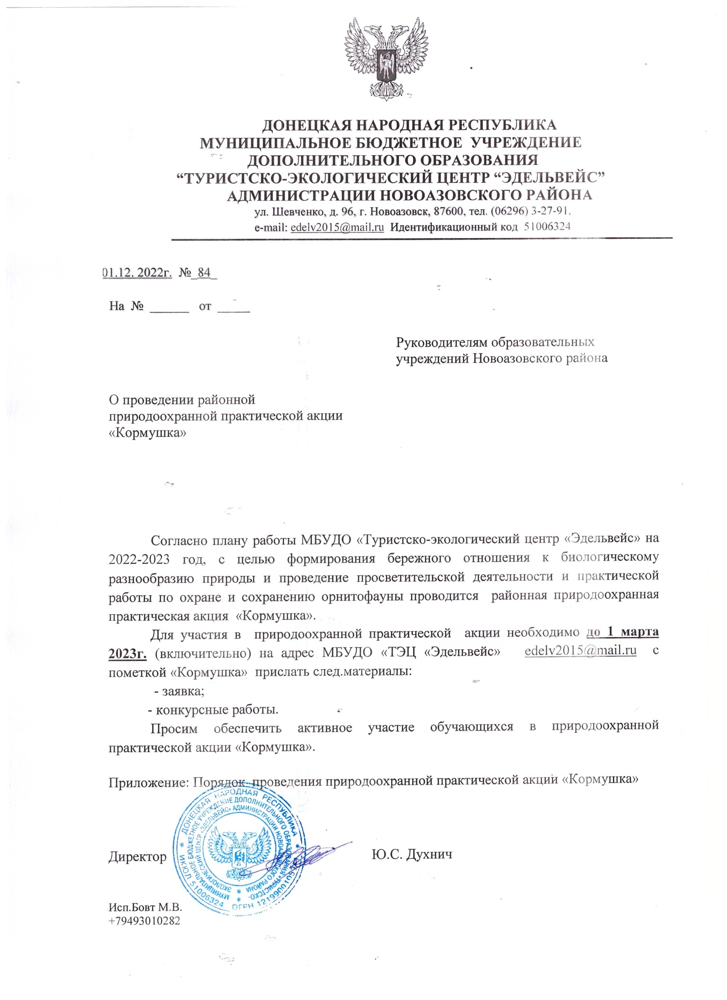 ДОНЕЦКАЯ НАРОДНАЯ РЕСПУБЛИКА
МУНИЦИПАЛЬНОЕ БЮДЖЕТНОЕ УЧРЕЖДЕНИЕ
ДОПОЛНИТЕЛЬНОГО ОБРАЗОВАНИЯ
“ТУРИСТСКО-ЭКОЛОГИЧЕСКИЙ ЦЕНТР “ЭДЕЛЬВЕЙС”
АДМИНИСТРАЦИИ НОВОАЗОВСКОГО РАЙОНА
ул. Шевченко, д. 96, г. Новоазовск, 87600, тел. (06296) 3-27-91,
e-mail: edelv2015@mail.ru Идентификационный код 51006324
01.12. 2022г. №_84_
На № ______ от _____
Руководителям образовательных
учреждений Новоазовского района
О проведении районной
природоохранной практической акции
«Кормушка»
Согласно плану работы МБУДО «Туристско-экологический центр «Эдельвейс» на
2022-2023 год, с целью формирования бережного отношения к биологическому
разнообразию природы и проведение просветительской деятельности и практической
работы по охране и сохранению орнитофауны проводится районная природоохранная
практическая акция «Кормушка».
Для участия в природоохранной практической акции необходимо до 1 марта
2023г. (включительно) на адрес МБУДО «ТЭЦ «Эдельвейс» edelv2015@mail.ru с
пометкой «Кормушка» прислать след.материалы:
- заявка;
- конкурсные работы.
Просим обеспечить активное участие обучающихся в природоохранной
практической акции «Кормушка».
Приложение: Порядок проведения природоохранной практической акции «Кормушка»
ДОНЕЦКАЯ НАРОДНАЯ РЕСПУБЛИКА
ИКЮЛ 51006324 ОГРН
МУНИЦИПАЛЬНОЕ БЮДЖЕТНОЕ УЧРЕЖДЕНИЕ ДОПОЛНИТЕЛЬНОГО ОБРАЗОВАНИЯ «ТУРИСТСКО-
ЭКОЛОГИЧЕСКИЙ ЦЕНТР «ЭДЕЛЬВЕЙС» АДМИНИСТРАЦИИ НОВОАЗОВСКОГО РАЙОНА
Директор Ю.С. Духнич
Исп.Бовт М.В.
+79493010282